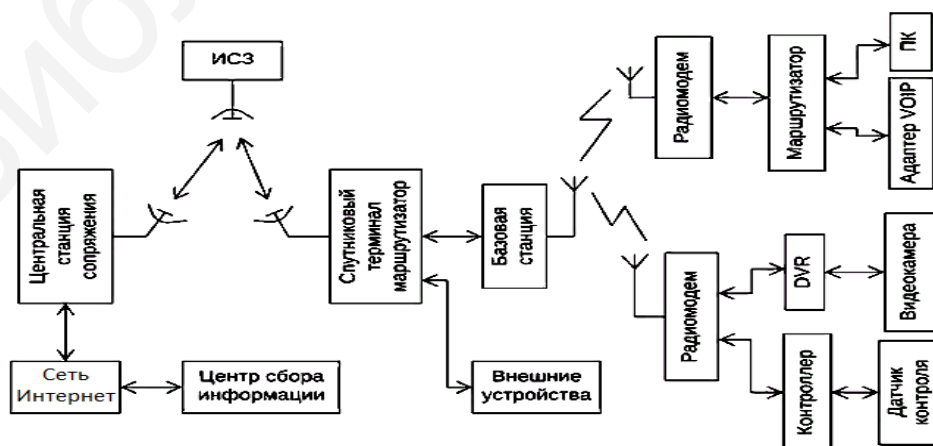 ИСЗ
Центральная
станция
сопряжения
Спутниковый
терминал
маршрутизатор
Базовая
станция
Радиомодем
Маршрутизатор
ПК
Адаптер VOIP
Радиомодем
DVR
Видеокамера
Контроллер
Датчик
контроля
Сеть
Интернет
Центр сбора
информации
Внешние
устройства